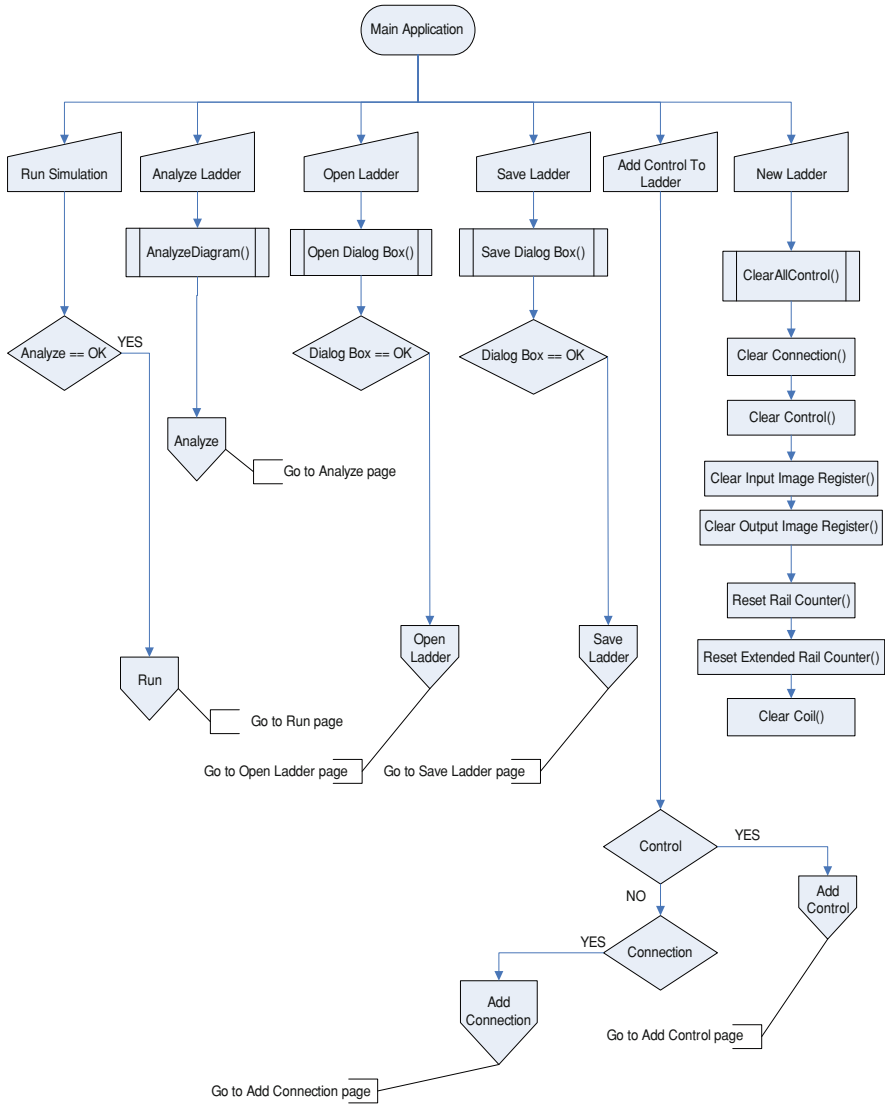 Main Application
Run Simulation
Analyze Ladder
Open Ladder
Save Ladder
Add Control To
Ladder
New Ladder
AnalyzeDiagram()
Open Dialog Box()
Save Dialog Box()
ClearAllControl()
Analyze == OK
YES
Dialog Box == OK
Dialog Box == OK
Clear Connection()
Clear Control()
Analyze
Go to Analyze page
Clear Input Image Register()
Clear Output Image Register()
Reset Rail Counter()
Open
Ladder
Save
Ladder
Reset Extended Rail Counter()
Run
Clear Coil()
Go to Run page
Go to Open Ladder page
Go to Save Ladder page
Control
YES
Add
Control
NO
YES
Connection
Add
Connection
Go to Add Control page
Go to Add Connection page